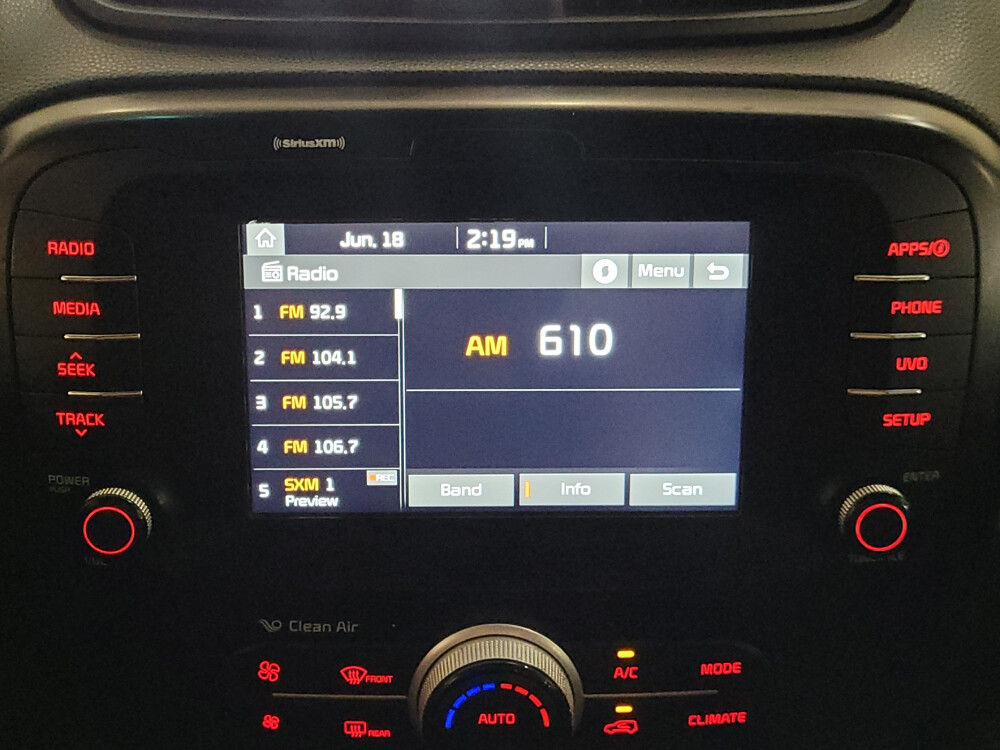 SiriusXM
RADIO
MEDIA
SEEK
TRACK
POWER
PUSH
Jun. 18
2:19 PM
Radio
Menu
1 FM 92.9
2 FM 104.1
3 FM 105.7
4 FM 106.7
5 SXM 1
Preview
REC
AM 610
Band
Info
Scan
APPS/
PHONE
UVO
SETUP
ENTER
Clean Air
FRONT
REAR
AUTO
A/C
MODE
CLIMATE